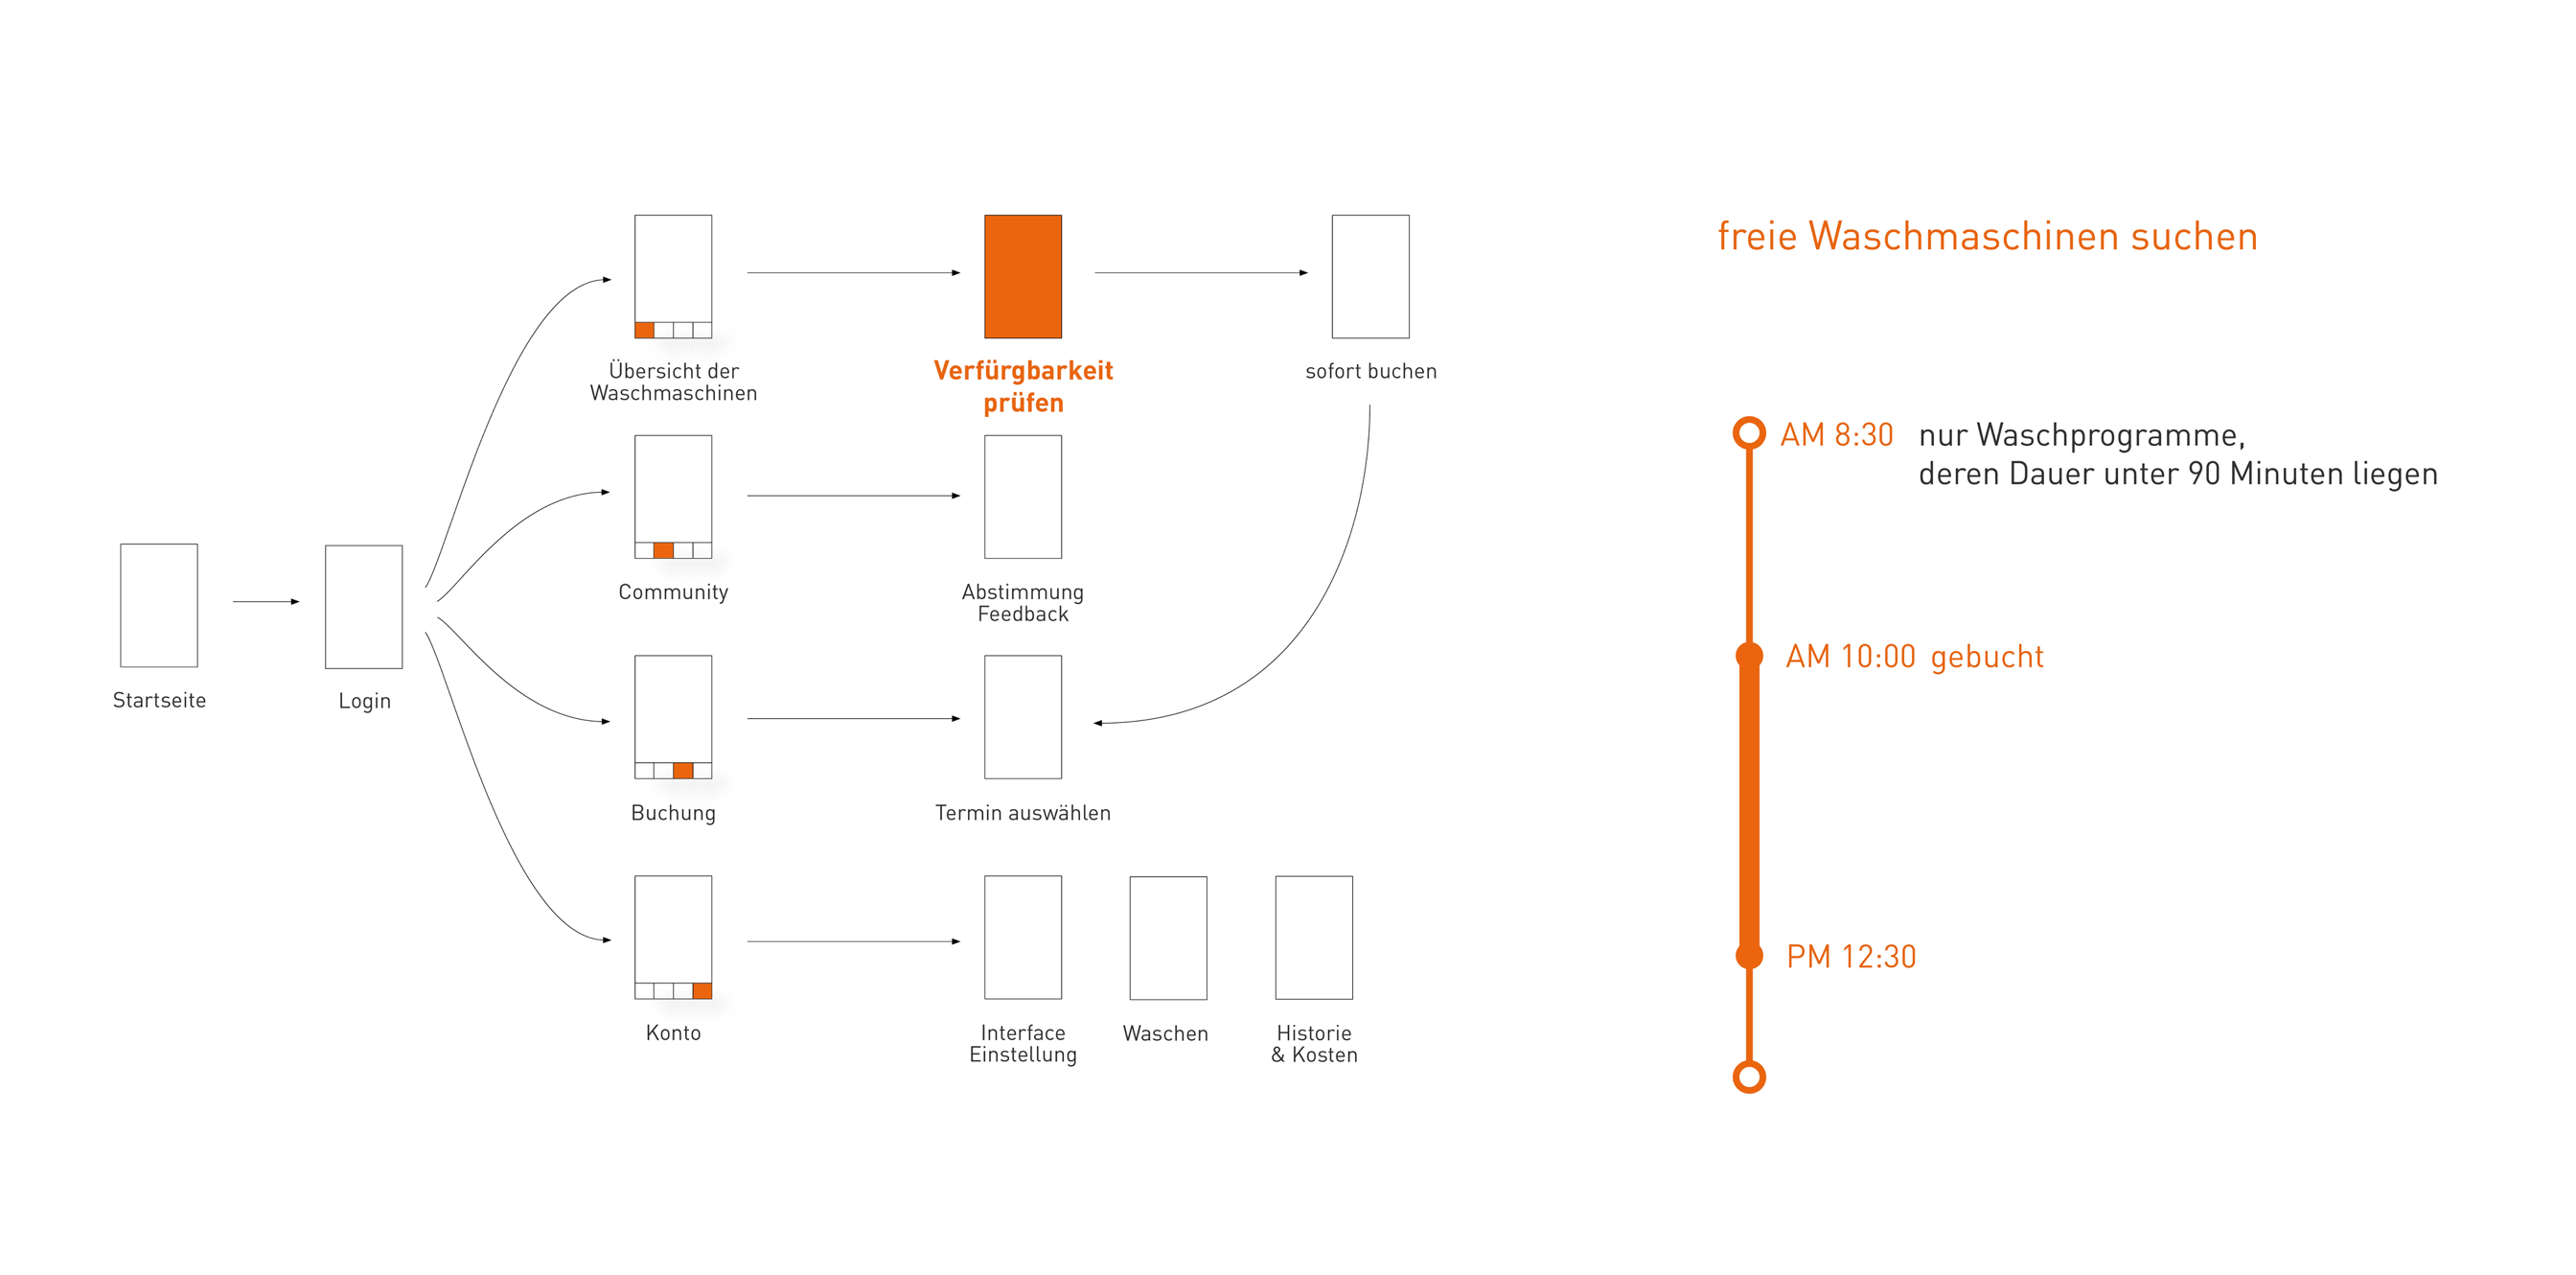 Startseite
Login
Übersicht der
Waschmaschinen
Verfürgbarkeit
prüfen
sofort buchen
Community
Abstimmung
Feedback
Buchung
Termin auswählen
Konto
Interface
Einstellung
Waschen
Historie
& Kosten
freie Waschmaschinen suchen
AM 8:30 nur Waschprogramme,
deren Dauer unter 90 Minuten liegen
AM 10:00 gebucht
PM 12:30